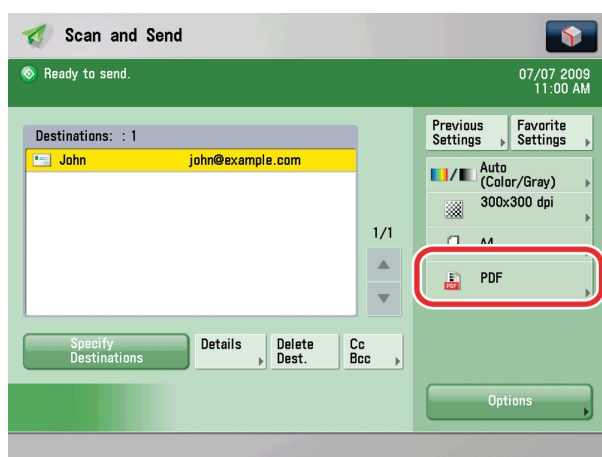 Scan and Send
Ready to send.
07/07 2009
11:00 AM
Destinations: : 1
John john@example.com
1/1
Specify
Destinations
Details
Delete
Dest.
Cc
Bcc
Previous
Settings
Favorite
Settings
Auto
(Color/Gray)
300x300 dpi
A4
PDF
PDF
Options